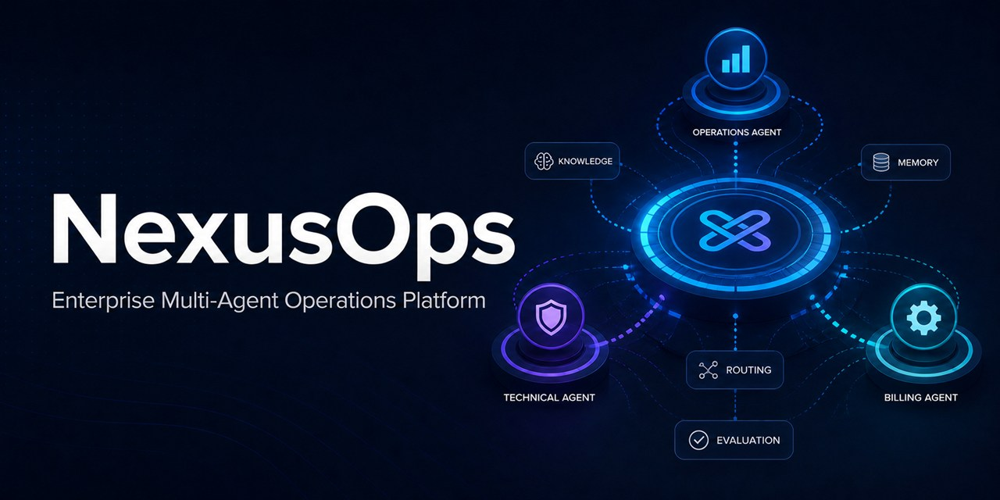 NexusOps
Enterprise Multi-Agent Operations Platform
OPERATIONS AGENT
KNOWLEDGE
MEMORY
TECHNICAL AGENT
ROUTING
BILLING AGENT
EVALUATION